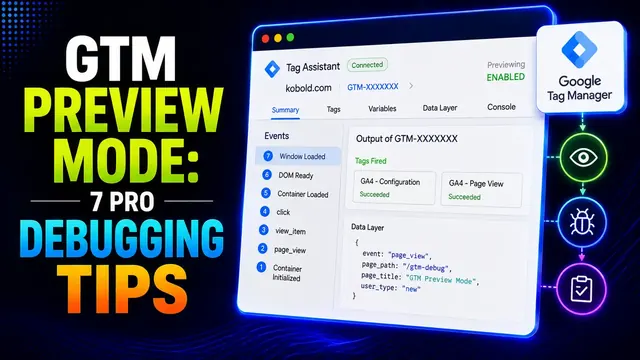 GTM
PREVIEW
MODE:
7 PRO
DEBUGGING
TIPS
Tag Assistant
Connected
kobold.com
GTM-XXXXXXX
Previewing
ENABLED
Summary
Tags
Variables
Data Layer
Console
Events
7 Window Loaded
6 DOM Ready
5 Container Loaded
4 click
3 view_item
2 page_view
1 Container
Initialized
Output of GTM-XXXXXXX
Tags Fired
GA4 - Configuration
Succeeded
GA4 - Page View
Succeeded
Data Layer
{
event: "page_view",
page_path: "/gtm-debug",
page_title: "GTM Preview Mode",
user_type: "new"
}
Google
Tag Manager